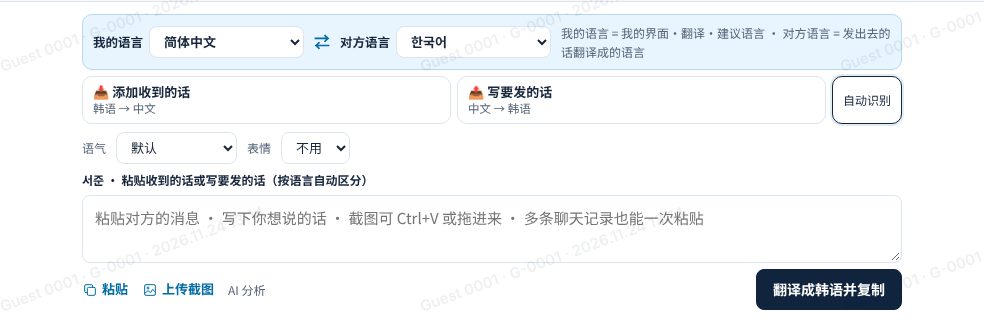 我的语言 简体中文 对方语言 한국어 我的语言 = 我的界面·翻译·建议语言 · 对方语言 = 发出去的
话翻译成的语言
📥 添加收到的话
韩语 → 中文
📤 写要发的话
中文 → 韩语
自动识别
语气 默认 表情 不用
서준 · 粘贴收到的话或写要发的话（按语言自动区分）
粘贴对方的消息 · 写下你想说的话 · 截图可 Ctrl+V 或拖进来 · 多条聊天记录也能一次粘贴
粘贴 上传截图 AI 分析
翻译成韩语并复制
Guest 0001 · G-0001 · 2026.11.24